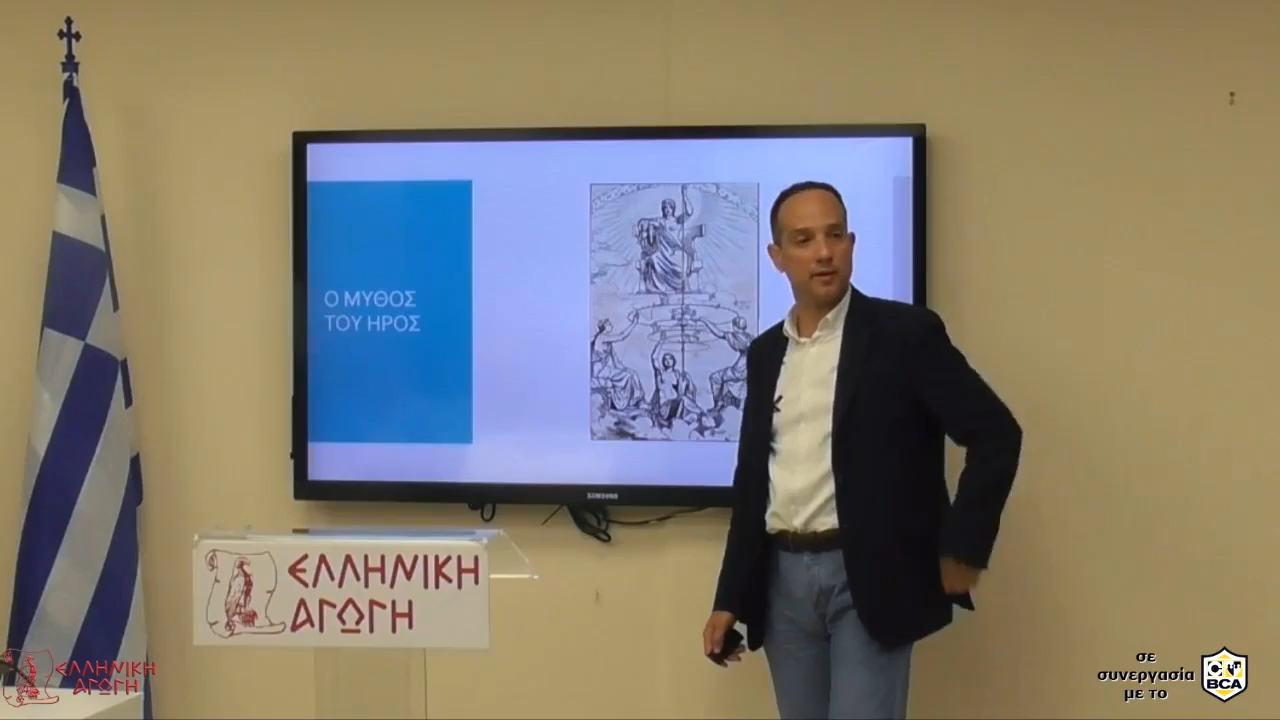 Ο ΜΥΘΟΣ
ΤΟΥ ΗΡΟΣ
SAMSUNG
ΕΛΛΗΝΙΚΗ
ΑΓΩΓΗ
ΕΛΛΗΝΙΚΗ
ΑΓΩΓΗ
σε
συνεργασία
με το
BCA